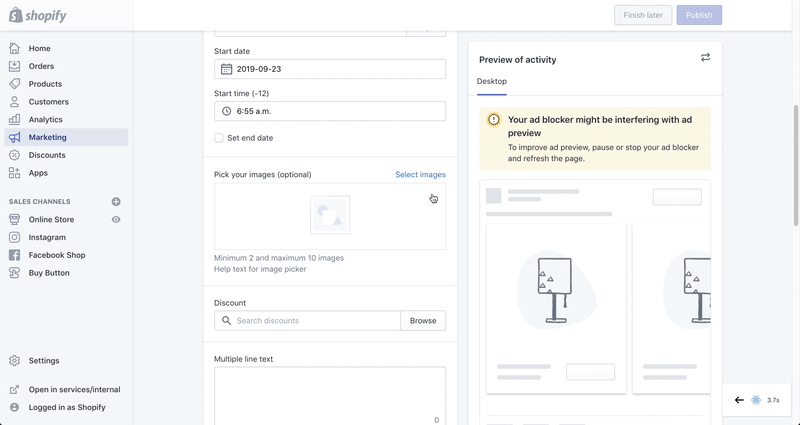 shopify
Finish later
Publish
Home
Orders
Products
Customers
Analytics
Marketing
Discounts
Apps
SALES CHANNELS
Online Store
Instagram
Facebook Shop
Buy Button
Settings
Open in services/internal
Logged in as Shopify
Start date
2019-09-23
Start time (-12)
6:55 a.m.
Set end date
Pick your images (optional)
Select images
Minimum 2 and maximum 10 images
Help text for image picker
Discount
Search discounts
Browse
Multiple line text
0
Preview of activity
Desktop
Your ad blocker might be interfering with ad
preview
To improve ad preview, pause or stop your ad blocker
and refresh the page.
3.7s